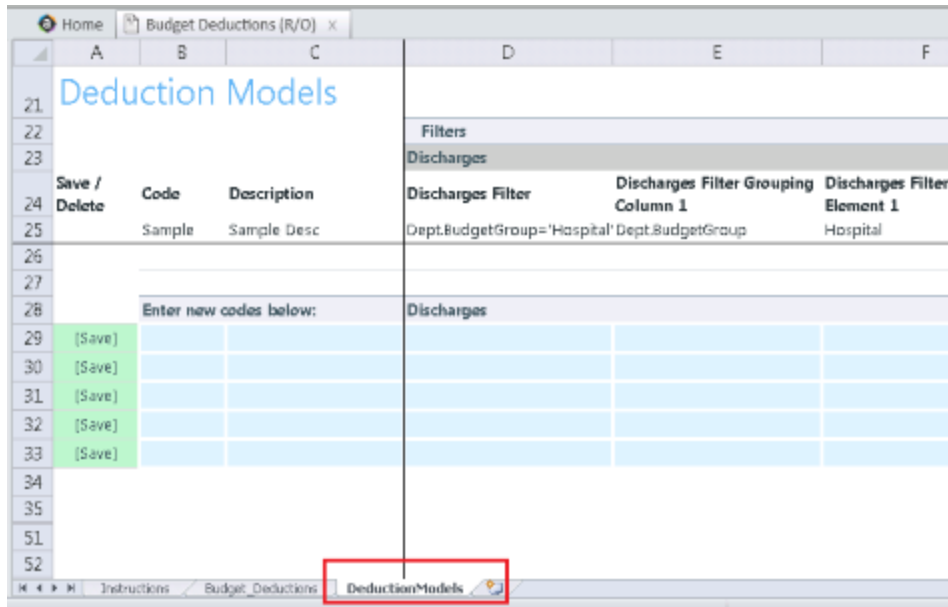 Home Budget Deductions (R/O) ×
A B C D E F
21 Deduction Models
22 Filters
23 Discharges
24 Save / Delete Code Description Discharges Filter Discharges Filter Grouping Column 1 Discharges Filter Element 1
25 Sample Sample Desc Dept.BudgetGroup='Hospital' Dept.BudgetGroup Hospital
26
27
28 Enter new codes below: Discharges
29 [Save]
30 [Save]
31 [Save]
32 [Save]
33 [Save]
34
35
51
52
Instructions Budget_Deductions DeductionModels